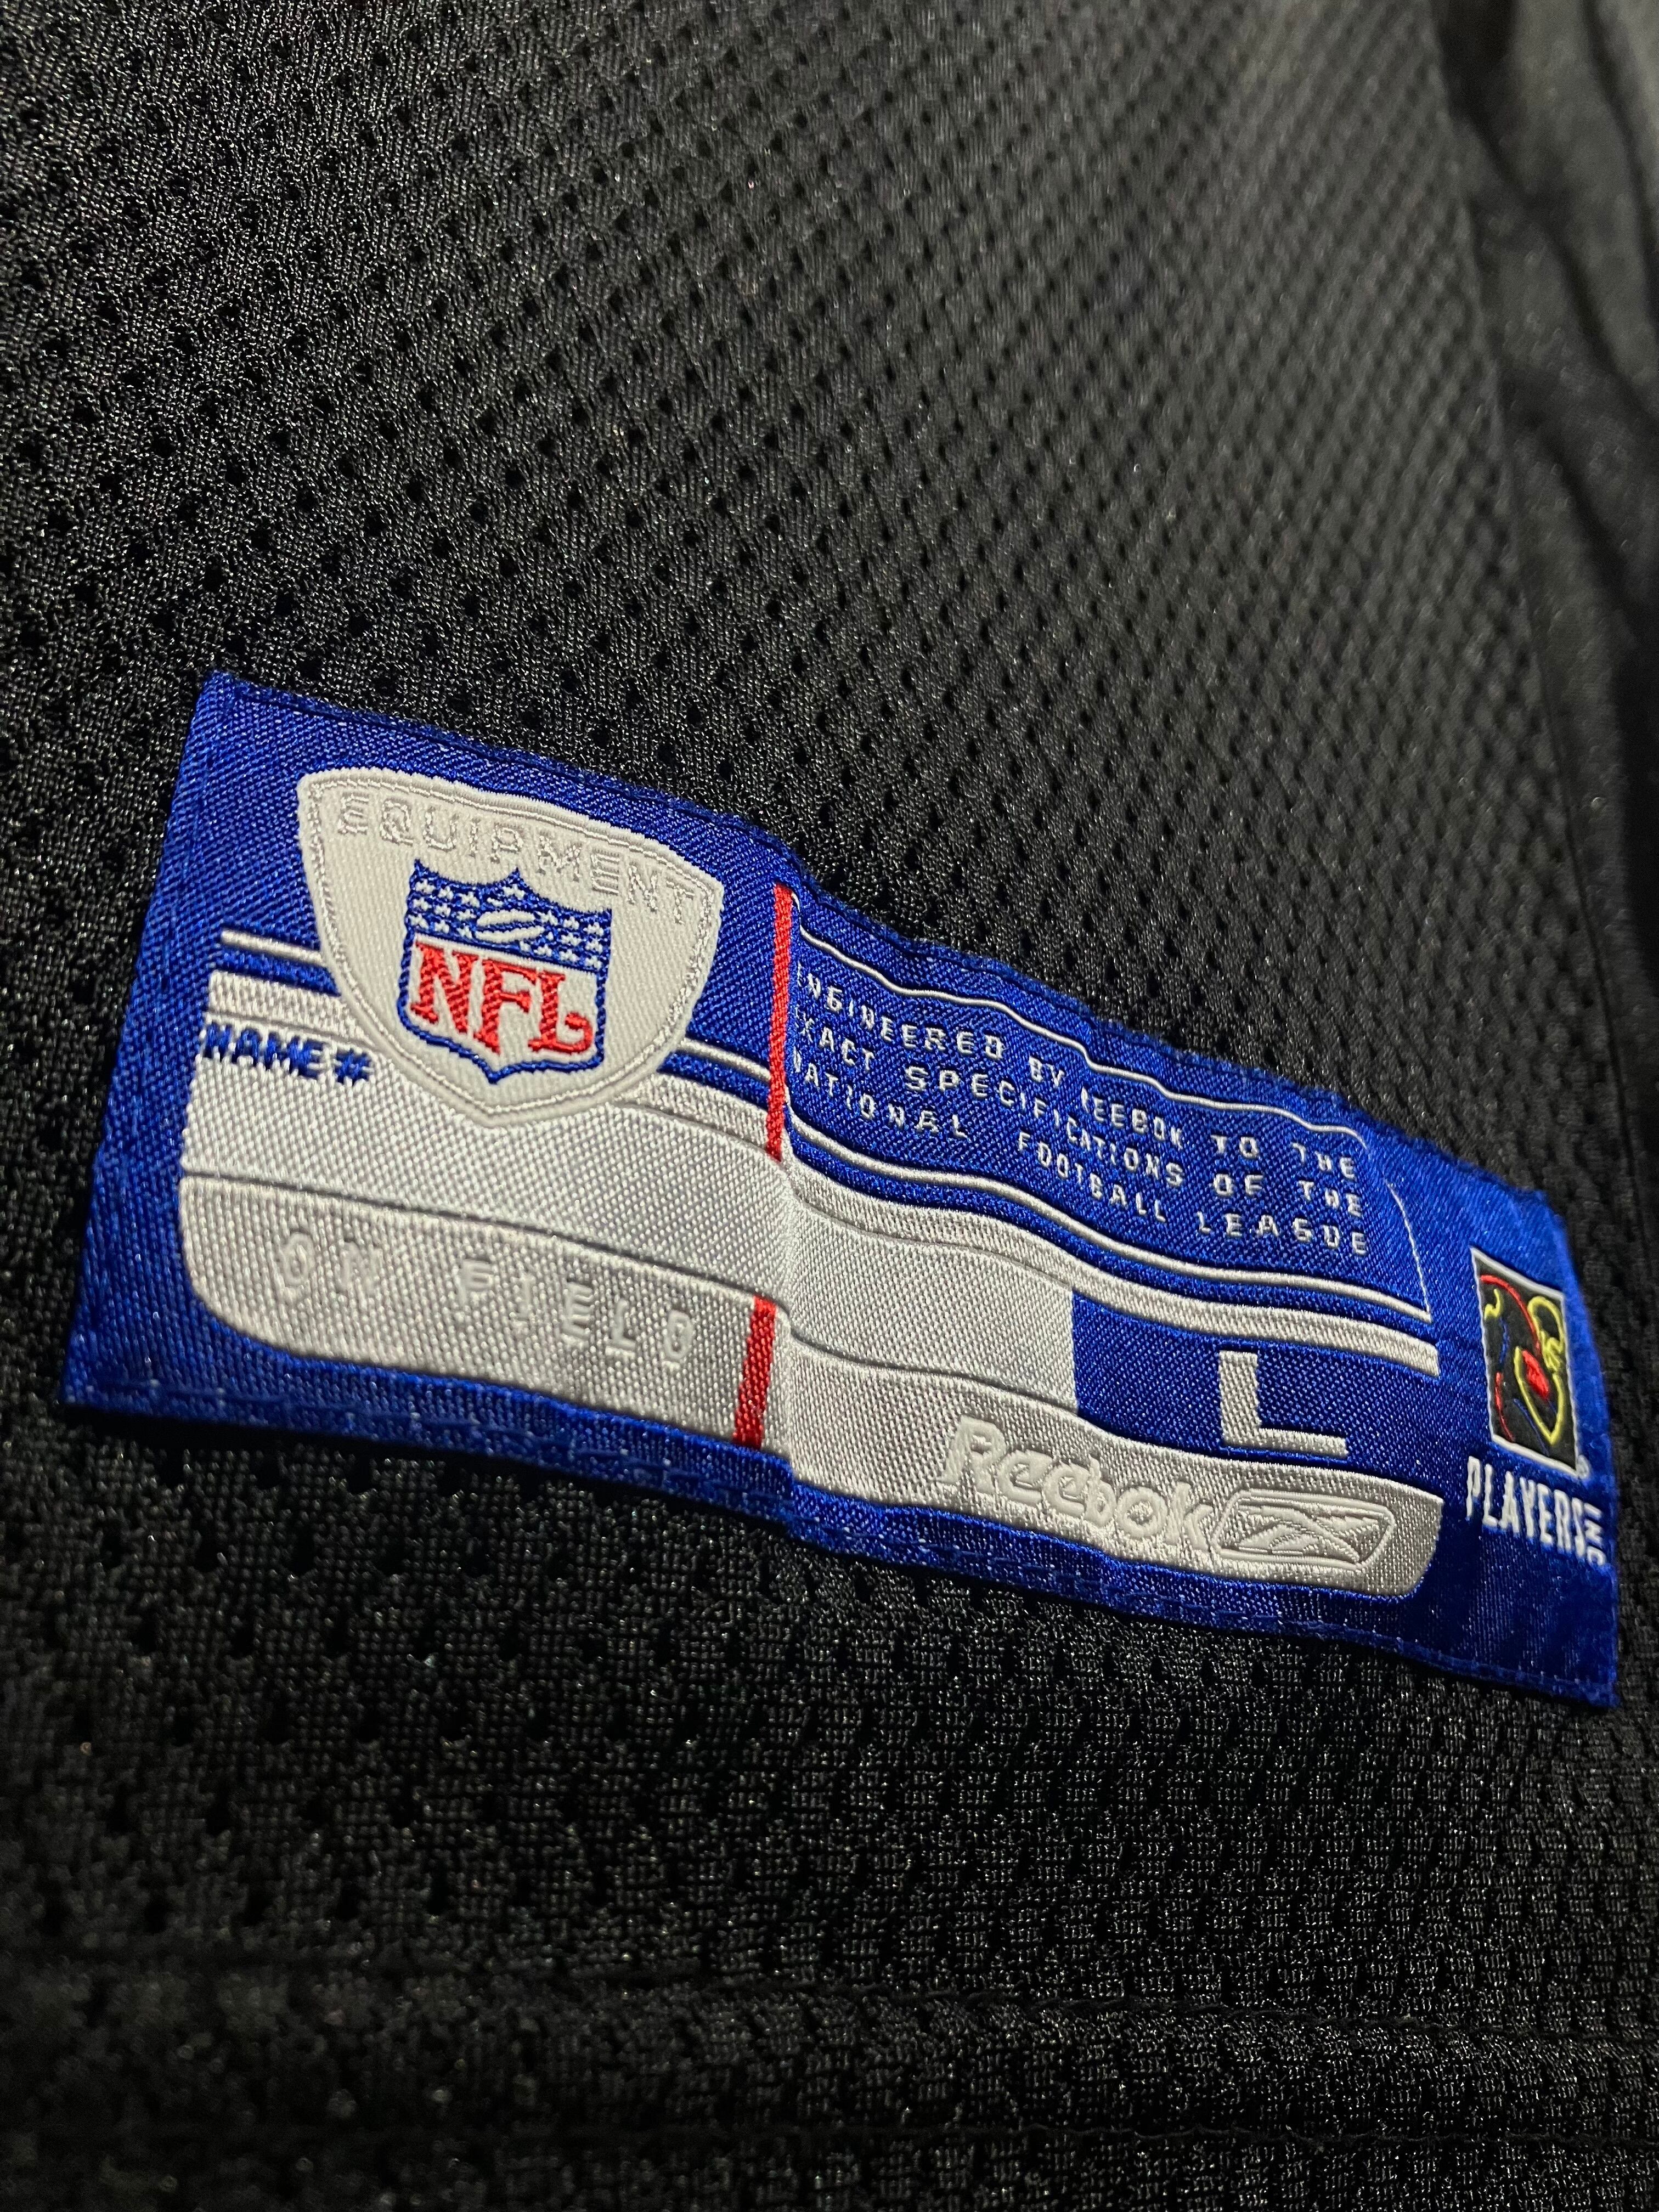 EQUIPMENT
NFL
NAME #
ON FIELD
ENGINEERED BY REEBOK TO THE
EXACT SPECIFICATIONS OF THE
NATIONAL FOOTBALL LEAGUE
L
Reebok
PLAYERS INC